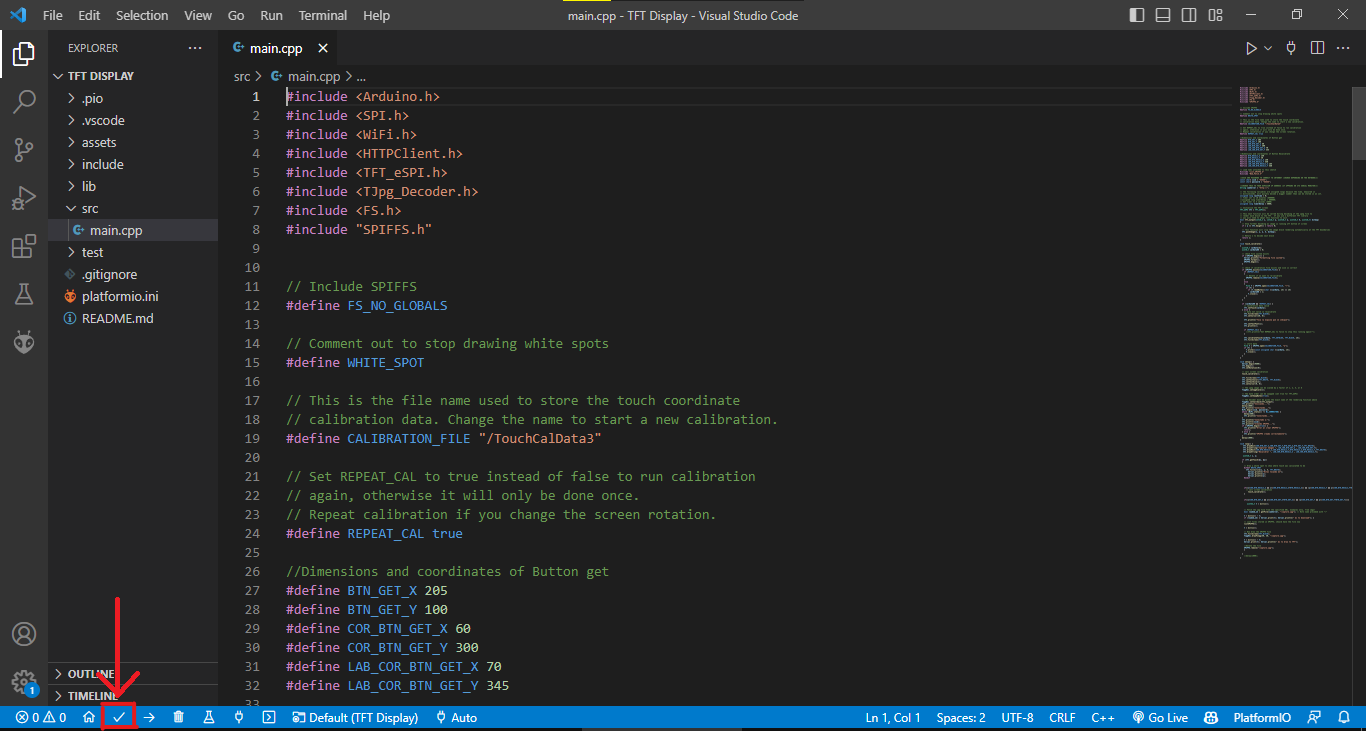 File Edit Selection View Go Run Terminal Help main.cpp - TFT Display - Visual Studio Code
EXPLORER ···
TFT DISPLAY
.pio
.vscode
assets
include
lib
src
main.cpp
test
.gitignore
platformio.ini
README.md
OUTLINE
TIMELINE
1
main.cpp
src > main.cpp > ...
1 #include <Arduino.h>
2 #include <SPI.h>
3 #include <WiFi.h>
4 #include <HTTPClient.h>
5 #include <TFT_eSPI.h>
6 #include <TJpg_Decoder.h>
7 #include <FS.h>
8 #include "SPIFFS.h"
9
10
11 // Include SPIFFS
12 #define FS_NO_GLOBALS
13
14 // Comment out to stop drawing white spots
15 #define WHITE_SPOT
16
17 // This is the file name used to store the touch coordinate
18 // calibration data. Change the name to start a new calibration.
19 #define CALIBRATION_FILE "/TouchCalData3"
20
21 // Set REPEAT_CAL to true instead of false to run calibration
22 // again, otherwise it will only be done once.
23 // Repeat calibration if you change the screen rotation.
24 #define REPEAT_CAL true
25
26 //Dimensions and coordinates of Button get
27 #define BTN_GET_X 205
28 #define BTN_GET_Y 100
29 #define COR_BTN_GET_X 60
30 #define COR_BTN_GET_Y 300
31 #define LAB_COR_BTN_GET_X 70
32 #define LAB_COR_BTN_GET_Y 345
33
0 0 Default (TFT Display) Auto Ln 1, Col 1 Spaces: 2 UTF-8 CRLF C++ Go Live PlatformIO